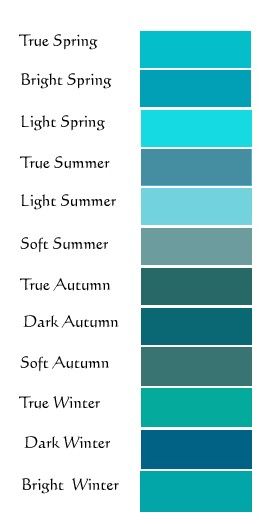 True Spring
Bright Spring
Light Spring
True Summer
Light Summer
Soft Summer
True Autumn
Dark Autumn
Soft Autumn
True Winter
Dark Winter
Bright Winter